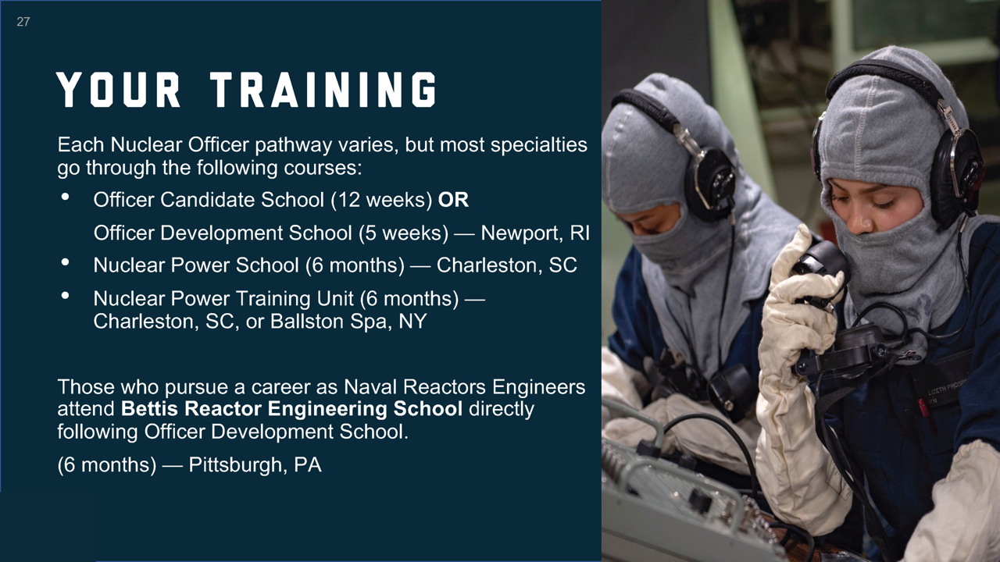 27
YOUR TRAINING
Each Nuclear Officer pathway varies, but most specialties
go through the following courses:
• Officer Candidate School (12 weeks) OR
Officer Development School (5 weeks) — Newport, RI
• Nuclear Power School (6 months) — Charleston, SC
• Nuclear Power Training Unit (6 months) —
Charleston, SC, or Ballston Spa, NY
Those who pursue a career as Naval Reactors Engineers
attend Bettis Reactor Engineering School directly
following Officer Development School.
(6 months) — Pittsburgh, PA
LIZETH